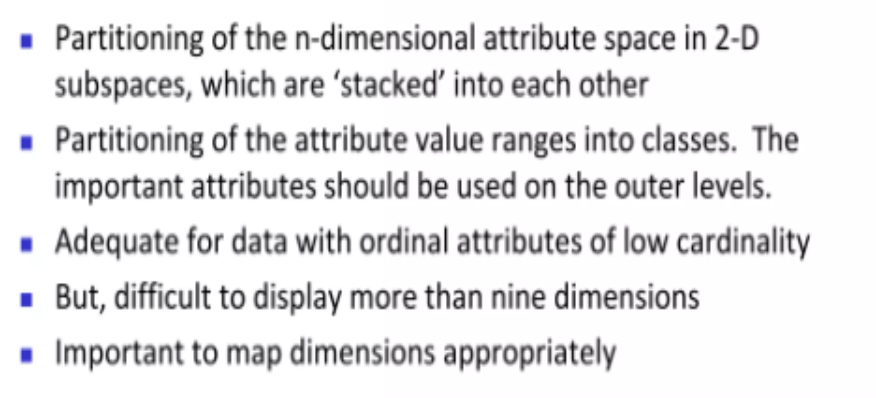 ▪ Partitioning of the n-dimensional attribute space in 2-D
subspaces, which are ‘stacked’ into each other
▪ Partitioning of the attribute value ranges into classes.  The
important attributes should be used on the outer levels.
▪ Adequate for data with ordinal attributes of low cardinality
▪ But, difficult to display more than nine dimensions
▪ Important to map dimensions appropriately